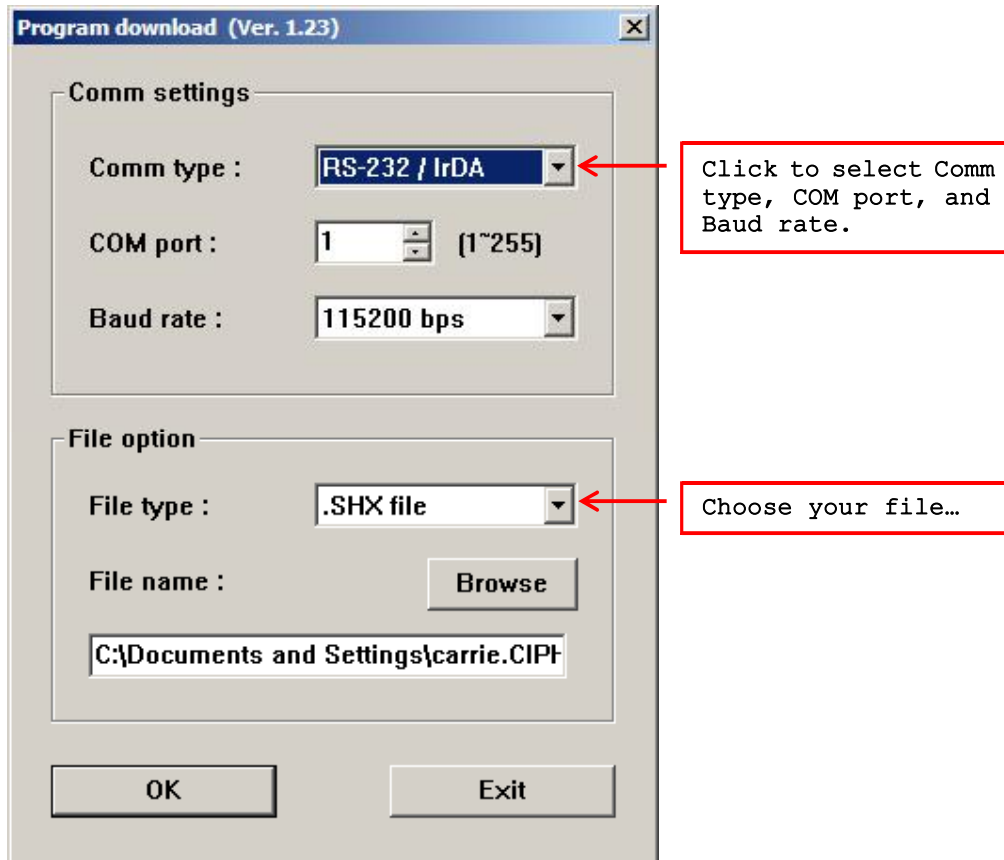 Program download (Ver. 1.23)
Comm settings
Comm type :
RS-232 / IrDA
Click to select Comm
type, COM port, and
Baud rate.
COM port :
1
(1~255)
Baud rate :
115200 bps
File option
File type :
.SHX file
Choose your file…
File name :
Browse
C:\Documents and Settings\carrie.CIPH
OK
Exit